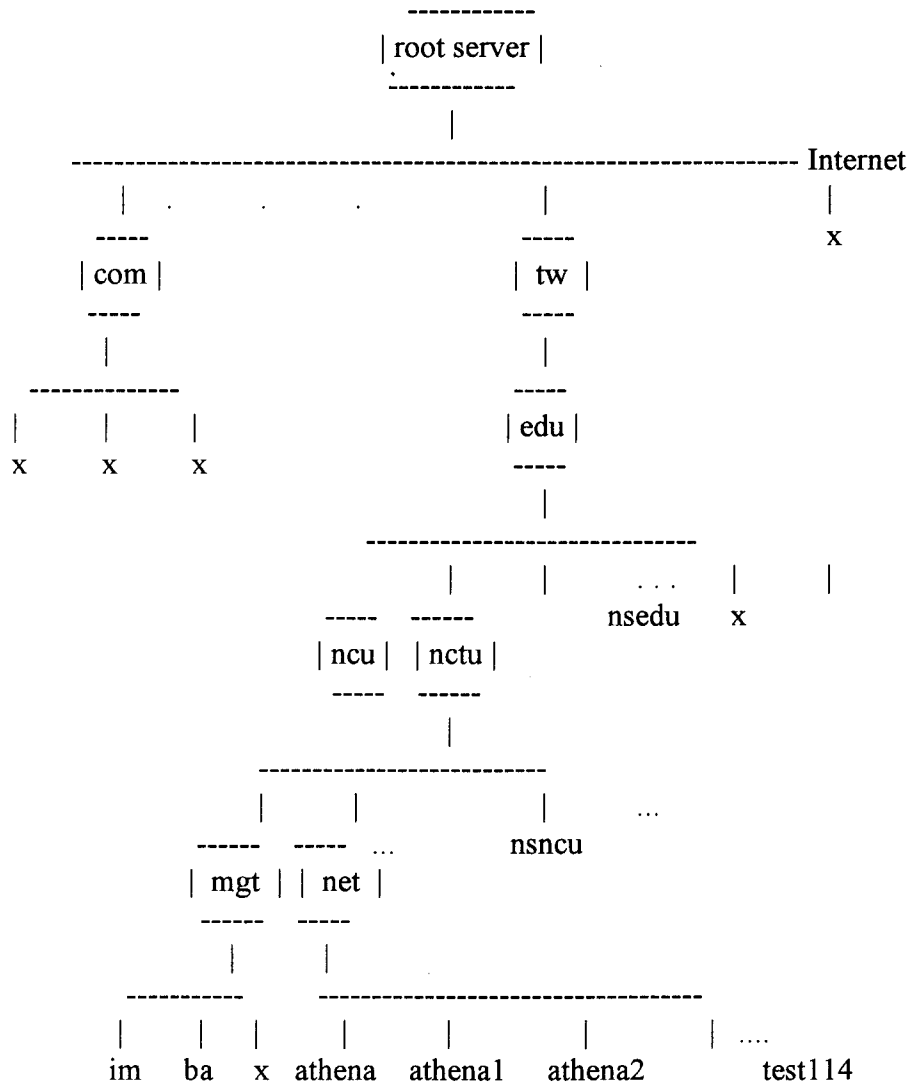 ------------
| root server |
------------
|
---------------------------------------------------------------------- Internet
| . . . | |
----- ----- x
| com | | tw |
----- -----
| |
--------------- -----
| | | | edu |
x x x -----
|
--------------------------------
| | . . . | |
----- ------ nsedu x
| ncu | | nctu |
----- ------
|
----------------------------
| | | ...
------ ----- ... nsncu
| mgt | | net |
------ -----
| |
----------- -------------------------------------
| | | | | | | ....
im ba x athena athena1 athena2 test114